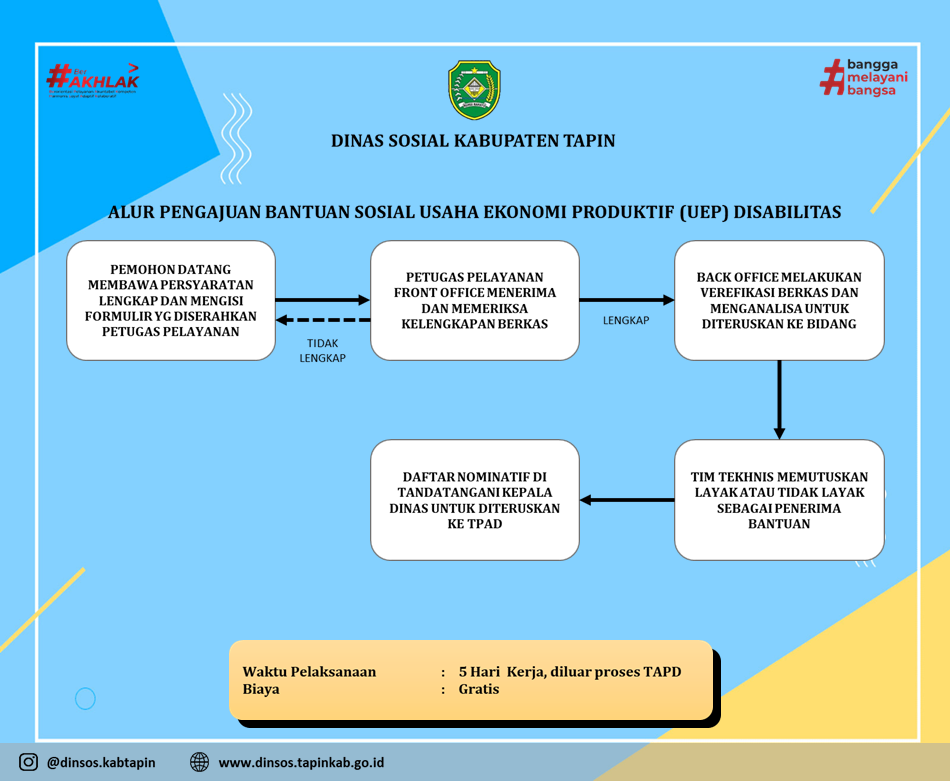 #AKHLAK
bangga
#melayani
bangsa
DINAS SOSIAL KABUPATEN TAPIN
ALUR PENGAJUAN BANTUAN SOSIAL USAHA EKONOMI PRODUKTIF (UEP) DISABILITAS
PEMOHON DATANG
MEMBAWA PERSYARATAN
LENGKAP DAN MENGISI
FORMULIR YG DISERAHKAN
PETUGAS PELAYANAN
TIDAK
LENGKAP
PETUGAS PELAYANAN
FRONT OFFICE MENERIMA
DAN MEMERIKSA
KELENGKAPAN BERKAS
LENGKAP
BACK OFFICE MELAKUKAN
VEREFIKASI BERKAS DAN
MENGANALISA UNTUK
DITERUSKAN KE BIDANG
TIM TEKHNIS MEMUTUSKAN
LAYAK ATAU TIDAK LAYAK
SEBAGAI PENERIMA
BANTUAN
DAFTAR NOMINATIF DI
TANDATANGANI KEPALA
DINAS UNTUK DITERUSKAN
KE TPAD
Waktu Pelaksanaan : 5 Hari Kerja, diluar proses TAPD
Biaya : Gratis
@dinsos.kabtapin www.dinsos.tapinkab.go.id